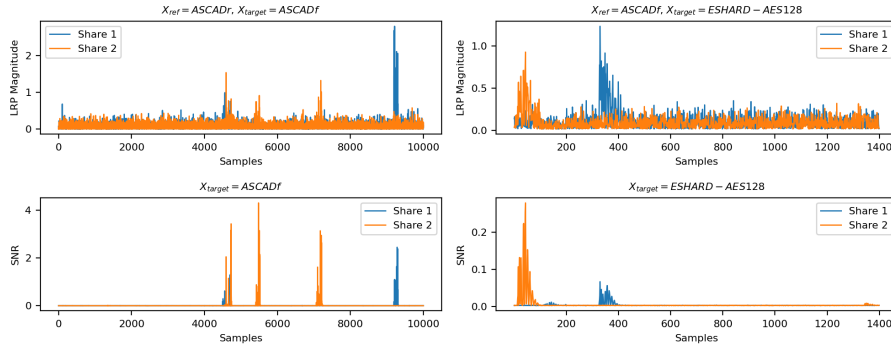 X_ref = ASCADr, X_target = ASCADf
Share 1
Share 2
LRP Magnitude
2
1
0
0 2000 4000 6000 8000 10000
Samples
X_ref = ASCADf, X_target = ESHARD − AES128
Share 1
Share 2
LRP Magnitude
1.0
0.5
0.0
200 400 600 800 1000 1200 1400
Samples
X_target = ASCADf
Share 1
Share 2
SNR
4
2
0
0 2000 4000 6000 8000 10000
Samples
X_target = ESHARD − AES128
Share 1
Share 2
SNR
0.2
0.1
0.0
200 400 600 800 1000 1200 1400
Samples